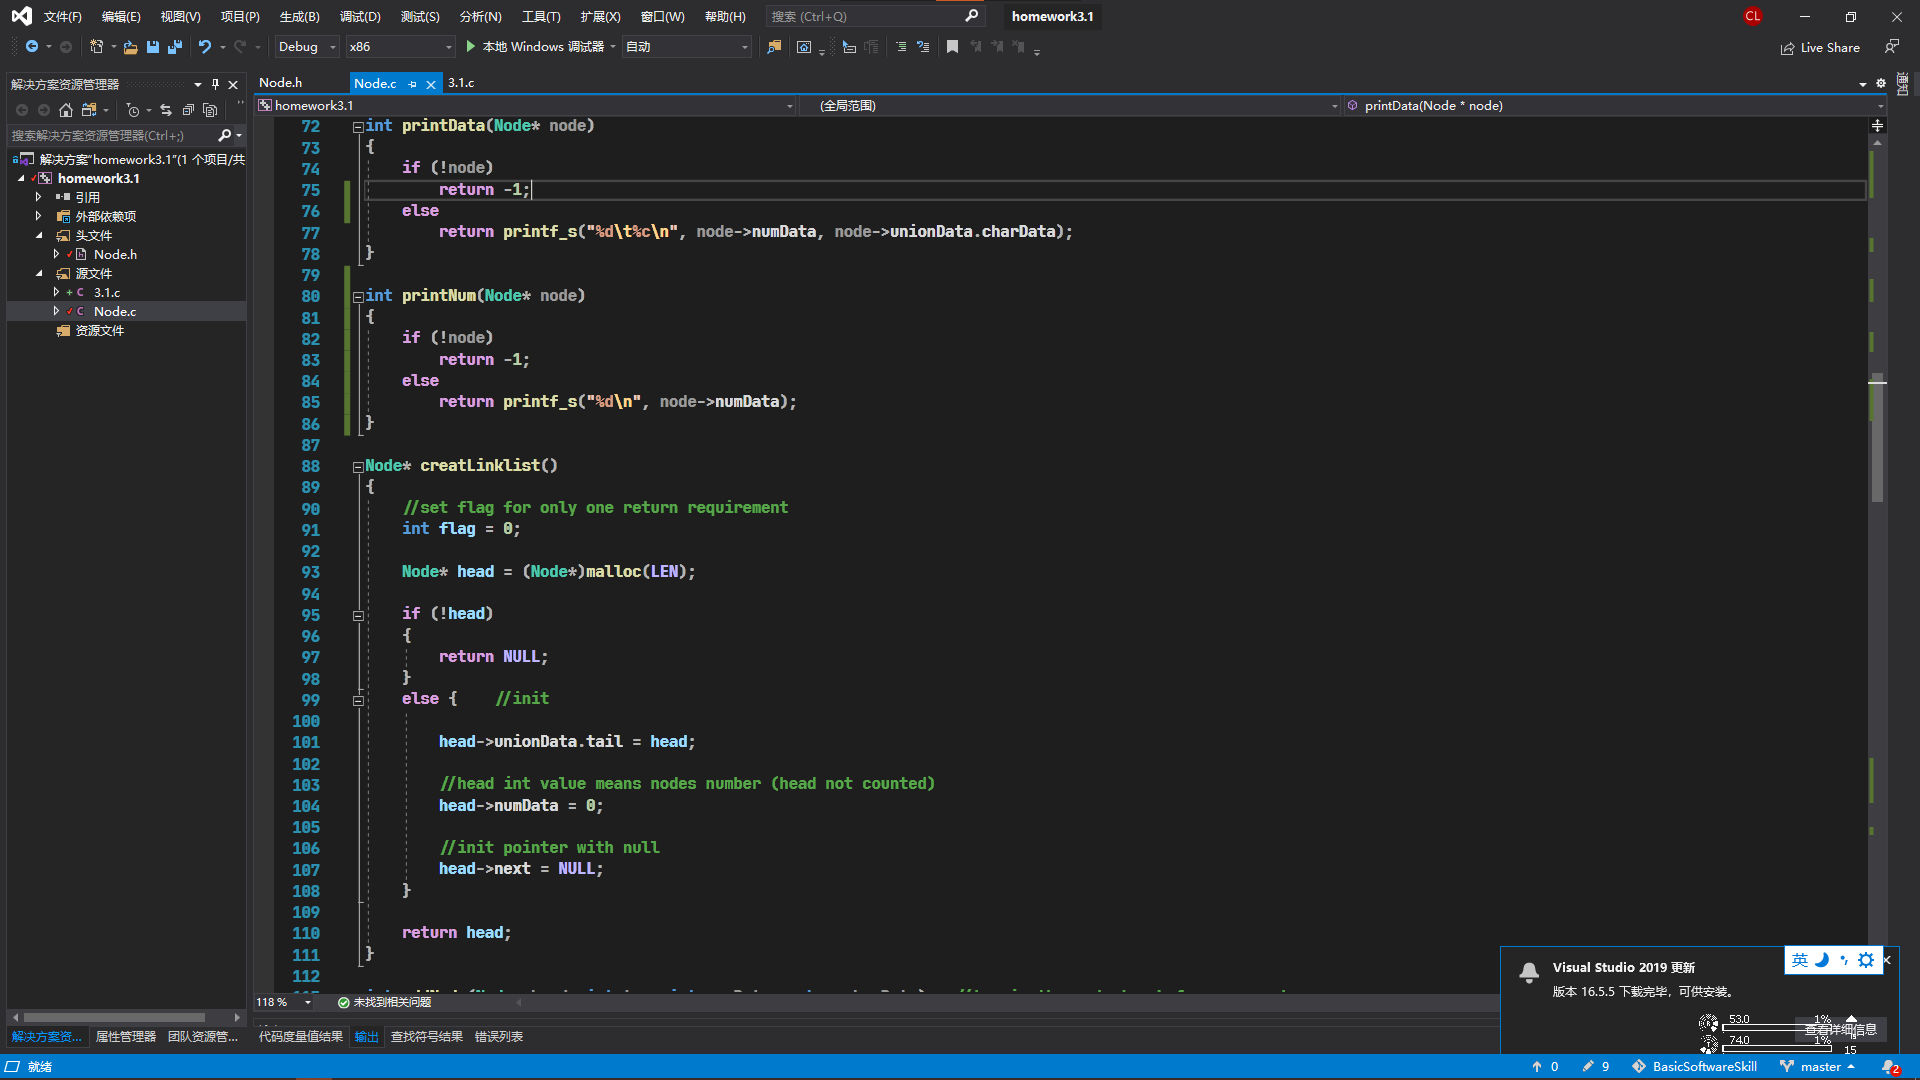 文件(F) 编辑(E) 视图(V) 项目(P) 生成(B) 调试(D) 测试(S) 分析(N) 工具(T) 扩展(X) 窗口(W) 帮助(H) 搜索 (Ctrl+Q) homework3.1 CL
Debug x86 本地 Windows 调试器 自动 Live Share
解决方案资源管理器
搜索解决方案资源管理器(Ctrl+;)
解决方案"homework3.1"(1 个项目/共
homework3.1
引用
外部依赖项
头文件
Node.h
源文件
3.1.c
Node.c
资源文件
解决方案资... 属性管理器 团队资源管...
Node.h Node.c 3.1.c
homework3.1 (全局范围) printData(Node * node)
72 int printData(Node* node)
73 {
74 if (!node)
75 return -1;
76 else
77 return printf_s("%d\t%c\n", node->numData, node->unionData.charData);
78 }
79
80 int printNum(Node* node)
81 {
82 if (!node)
83 return -1;
84 else
85 return printf_s("%d\n", node->numData);
86 }
87
88 Node* creatLinklist()
89 {
90 //set flag for only one return requirement
91 int flag = 0;
92
93 Node* head = (Node*)malloc(LEN);
94
95 if (!head)
96 {
97 return NULL;
98 }
99 else { //init
100
101 head->unionData.tail = head;
102
103 //head int value means nodes number (head not counted)
104 head->numData = 0;
105
106 //init pointer with null
107 head->next = NULL;
108 }
109
110 return head;
111 }
112
118 % 未找到相关问题
代码度量值结果 输出 查找符号结果 错误列表
英
Visual Studio 2019 更新
版本 16.5.5 下载完毕，可供安装。
查看详细信息
53.0 1%
74.0 1% 15
就绪 0 9 BasicSoftwareSkill master 2